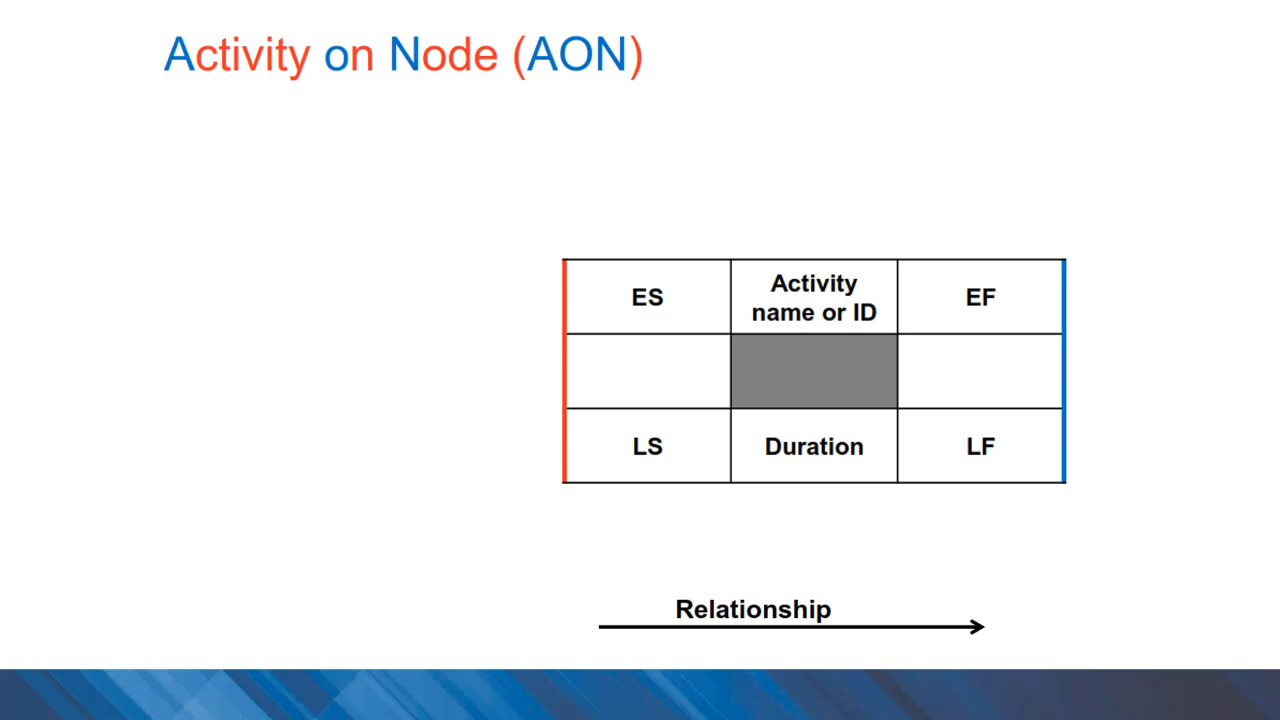 Activity on Node (AON)
ES
Activity
name or ID
EF
LS
Duration
LF
Relationship